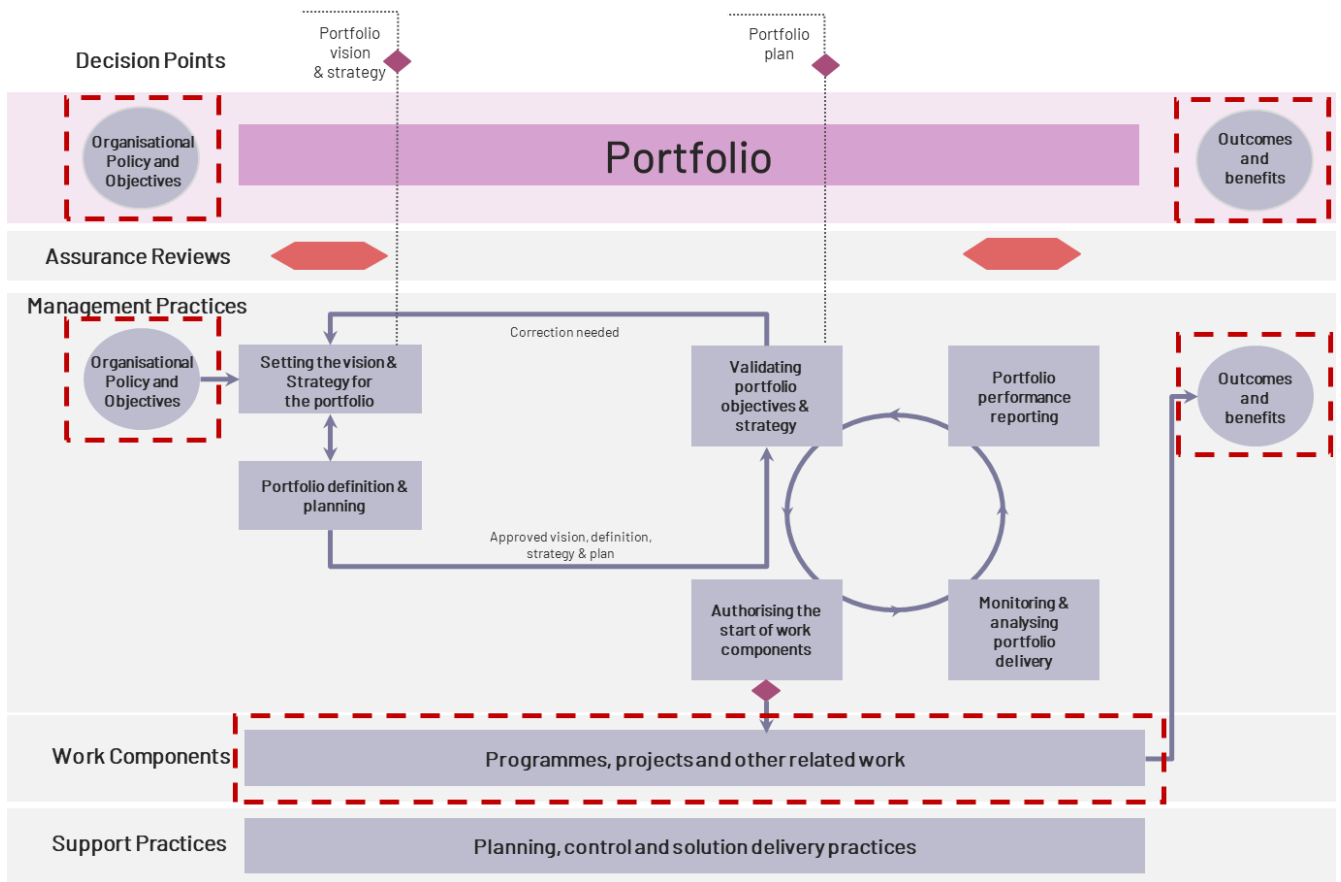 Portfolio
vision
& strategy
Portfolio
plan
Decision Points
Organisational
Policy and
Objectives
Portfolio
Outcomes
and
benefits
Assurance Reviews
Management Practices
Organisational
Policy and
Objectives
Setting the vision &
Strategy for
the portfolio
Correction needed
Validating
portfolio
objectives &
strategy
Portfolio
performance
reporting
Outcomes
and
benefits
Portfolio definition &
planning
Approved vision, definition,
strategy & plan
Authorising the
start of work
components
Monitoring &
analysing
portfolio
delivery
Work Components
Programmes, projects and other related work
Support Practices
Planning, control and solution delivery practices